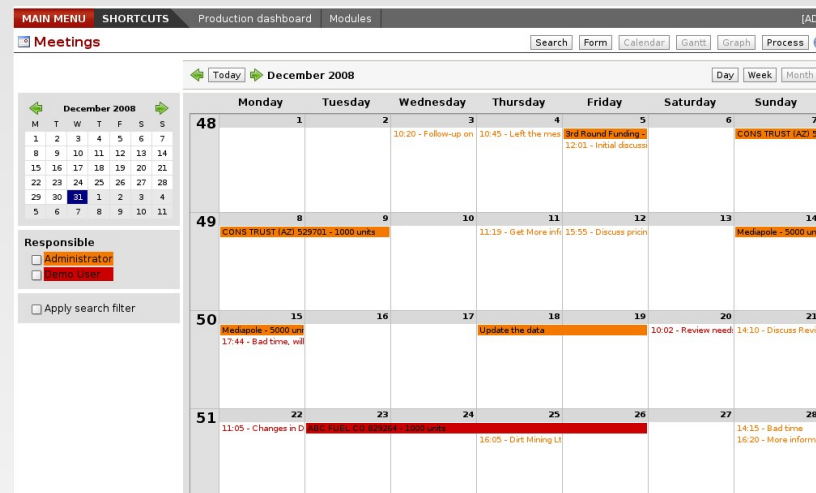 MAIN MENU SHORTCUTS Production dashboard Modules [AD
Meetings Search Form Calendar Gantt Graph Process
Today December 2008 Day Week Month
Monday Tuesday Wednesday Thursday Friday Saturday Sunday
December 2008
M T W T F S S
1 2 3 4 5 6 7
8 9 10 11 12 13 14
15 16 17 18 19 20 21
22 23 24 25 26 27 28
29 30 31 1 2 3 4
5 6 7 8 9 10 11
Responsible
Administrator
Demo User
Apply search filter
48 1 2 3 4 5 6 7
10:20 - Follow-up on 10:45 - Left the mes 3rd Round Funding - CONS TRUST (AZ) 5
12:01 - Initial discussi
49 8 9 10 11 12 13 14
CONS TRUST (AZ) 529701 - 1000 units 11:19 - Get More info 15:55 - Discuss pricin Mediapole - 5000 un
50 15 16 17 18 19 20 21
Mediapole - 5000 unr Update the data 10:02 - Review need: 14:10 - Discuss Revi
17:44 - Bad time, will
51 22 23 24 25 26 27 28
11:05 - Changes in D ABC FUEL CO 829264 - 1000 units 14:15 - Bad time
16:05 - Dirt Mining Lt 16:20 - More inform